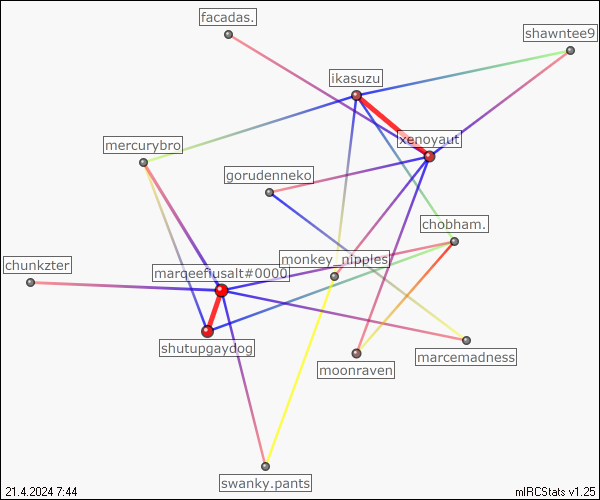 facadas.
shawntee9
ikasuzu
xenoyaut
mercurybro
gorudenneko
chobham.
monkey_nipples
chunkzter
marqeefiusalt#0000
shutupgaydog
marcemadness
moonraven
swanky.pants
21.4.2024 7:44
mIRCStats v1.25